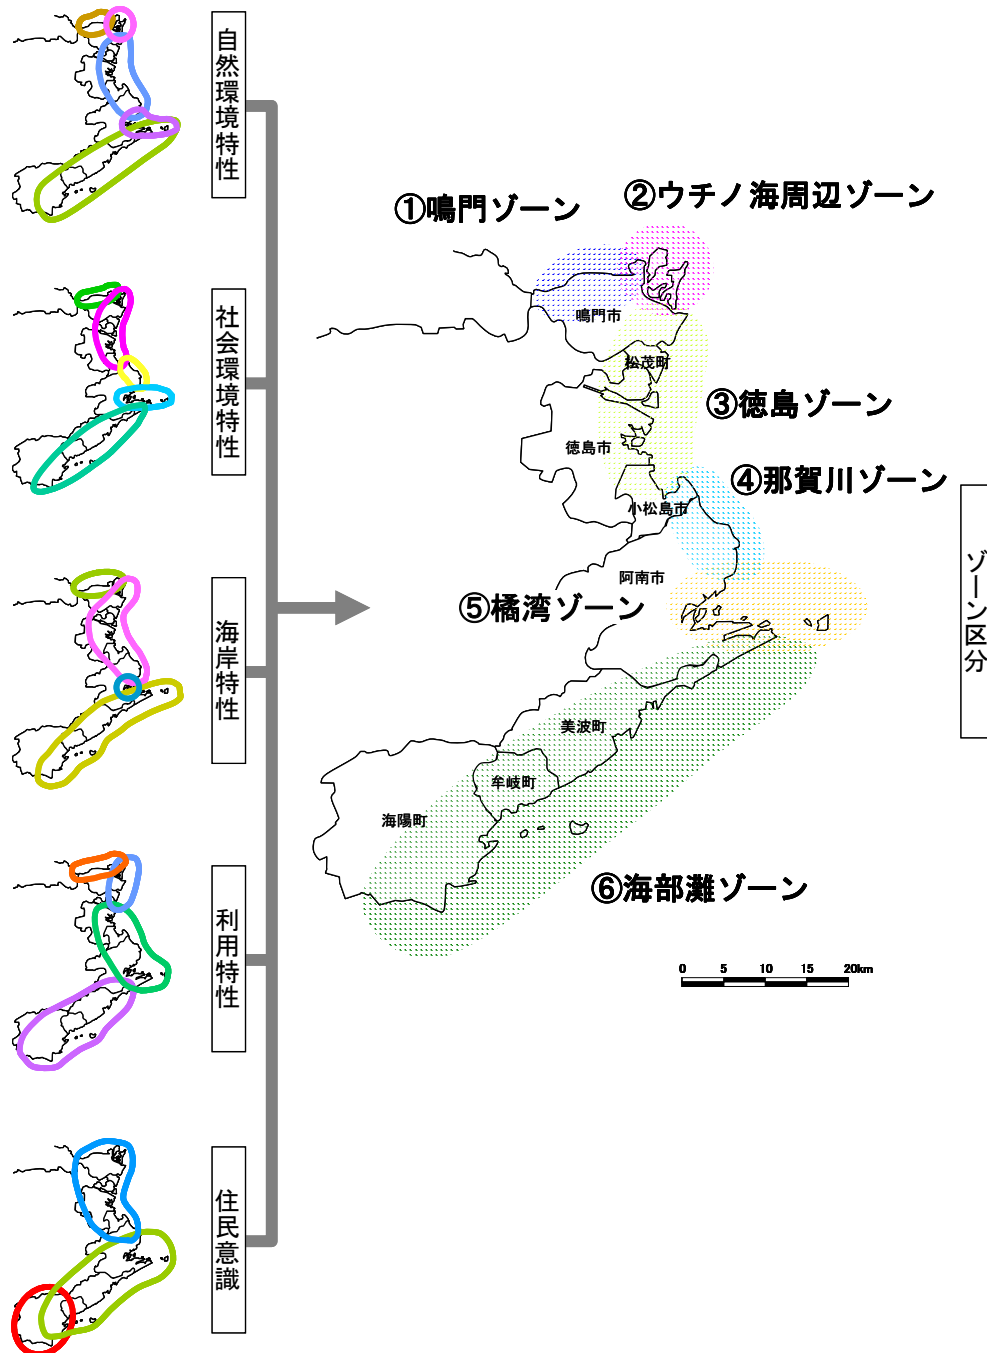 自然環境特性
社会環境特性
海岸特性
利用特性
住民意識
①鳴門ゾーン
②ウチノ海周辺ゾーン
鳴門市
松茂町
③徳島ゾーン
徳島市
④那賀川ゾーン
小松島市
阿南市
⑤橘湾ゾーン
美波町
牟岐町
海陽町
⑥海部灘ゾーン
0 5 10 15 20km
ゾーン区分